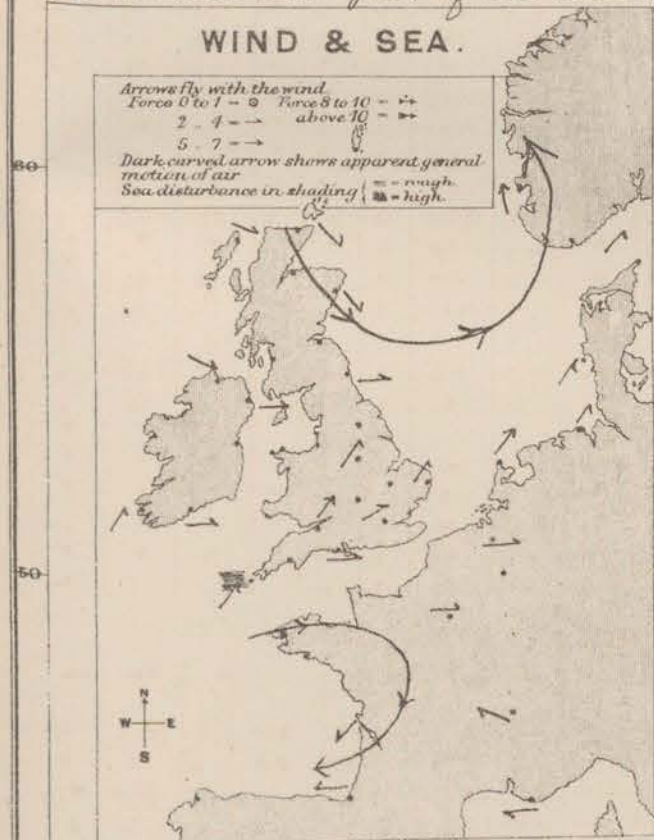 WIND & SEA.
Arrows fly with the wind
Force 0 to 1 = Force 8 to 10 =
2 „ 4 = above 10 =
5 „ 7 =
Dark curved arrow shows apparent general
motion of air
Sea disturbance in shading { = rough.
= high.
60
50
N
W E
S